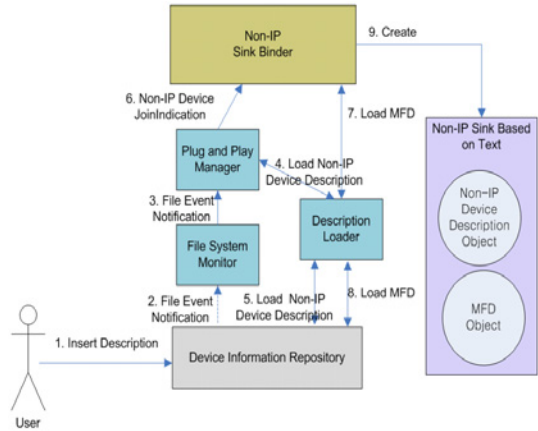 Non-IP
Sink Binder
9. Create
6. Non-IP Device
JoinIndication
7. Load MFD
Non-IP Sink Based
on Text
Plug and Play
Manager
4. Load Non-IP
Device Description
Non-IP
Device
Description
Object
3. File Event
Notification
Description
Loader
File System
Monitor
2. File Event
Notification
5. Load Non-IP
Device Description
8. Load MFD
MFD
Object
1. Insert Description
Device Information Repository
User